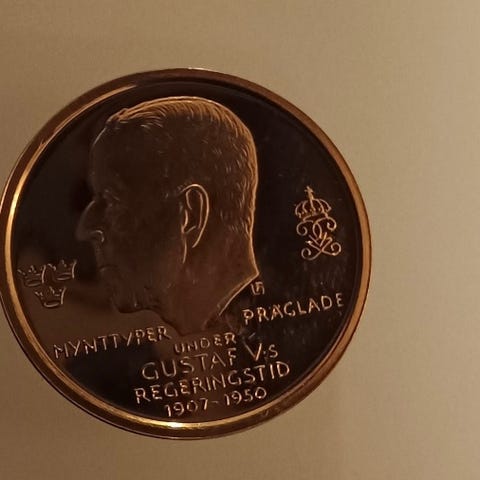 MYNTTYPER PRÄGLADE
UNDER
GUSTAF V:S
REGERINGSTID
1907-1950